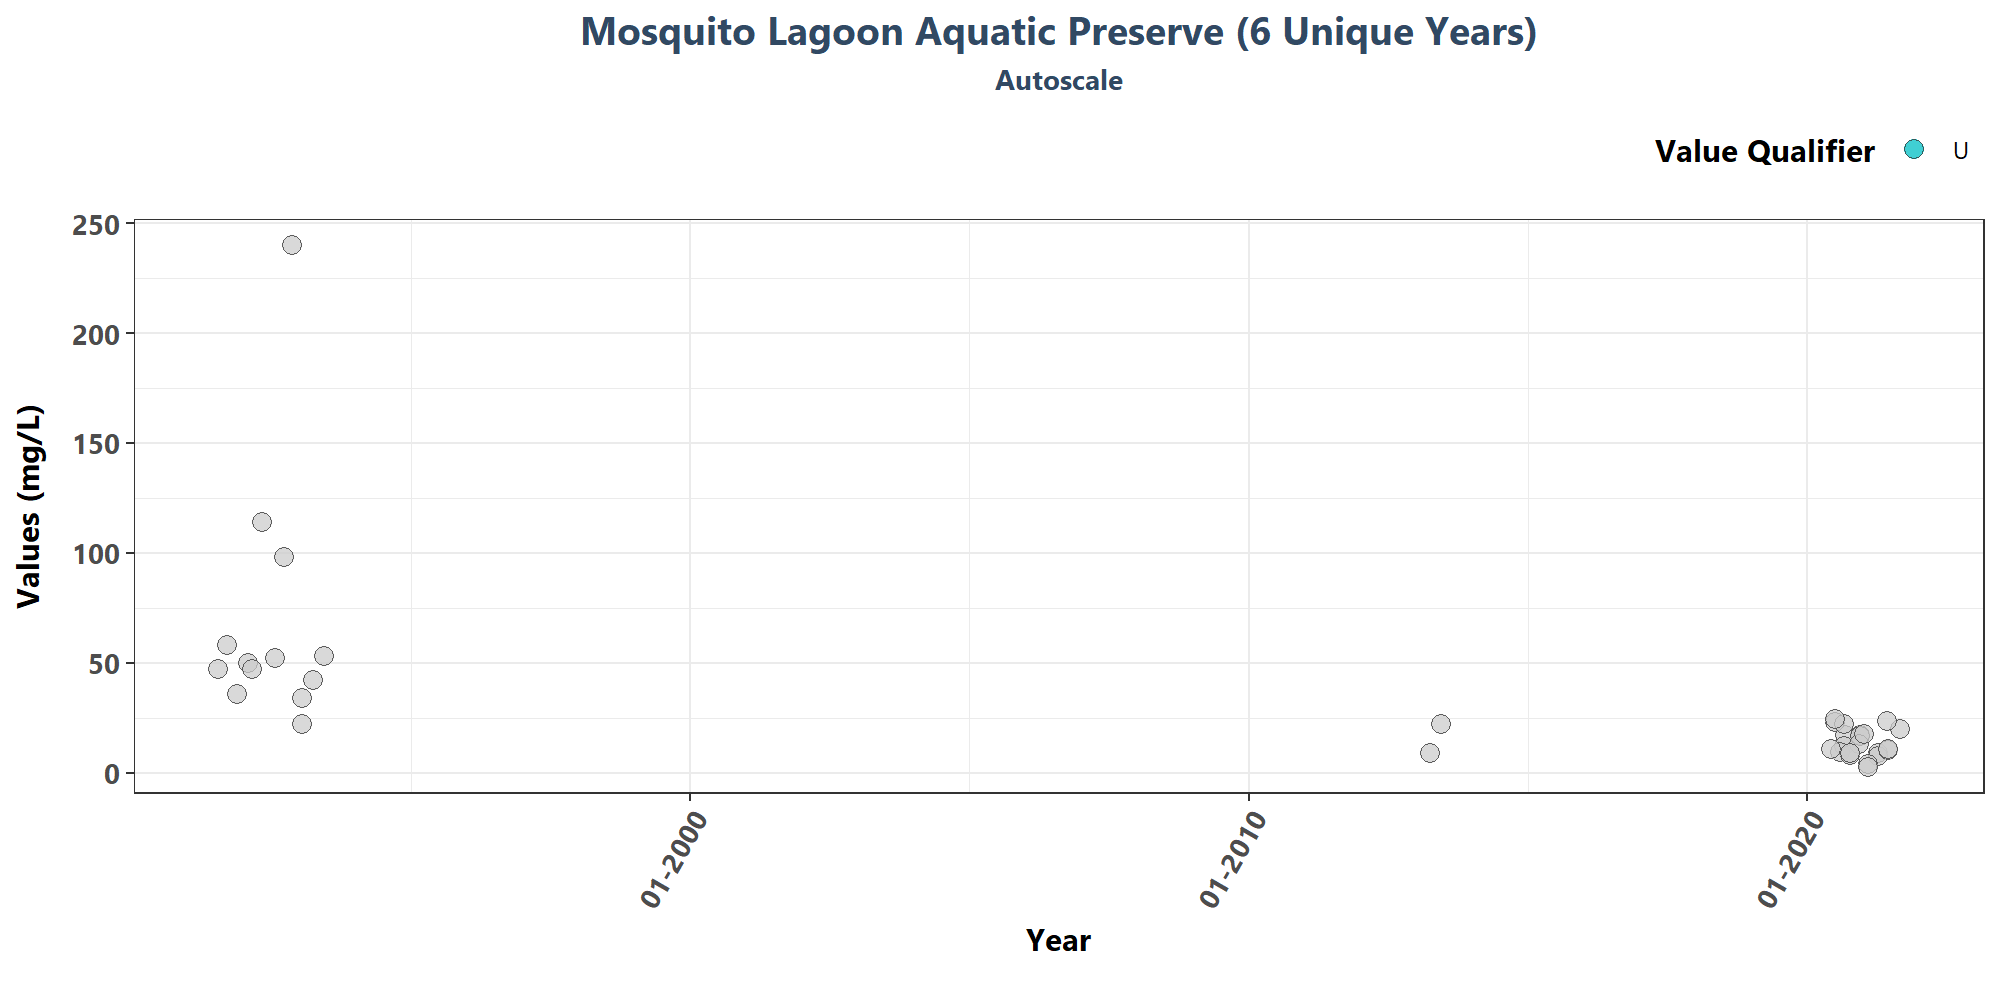 Mosquito Lagoon Aquatic Preserve (6 Unique Years)
Autoscale
Value Qualifier U
250
200
150
100
50
0
Values (mg/L)
01-2000
01-2010
01-2020
Year